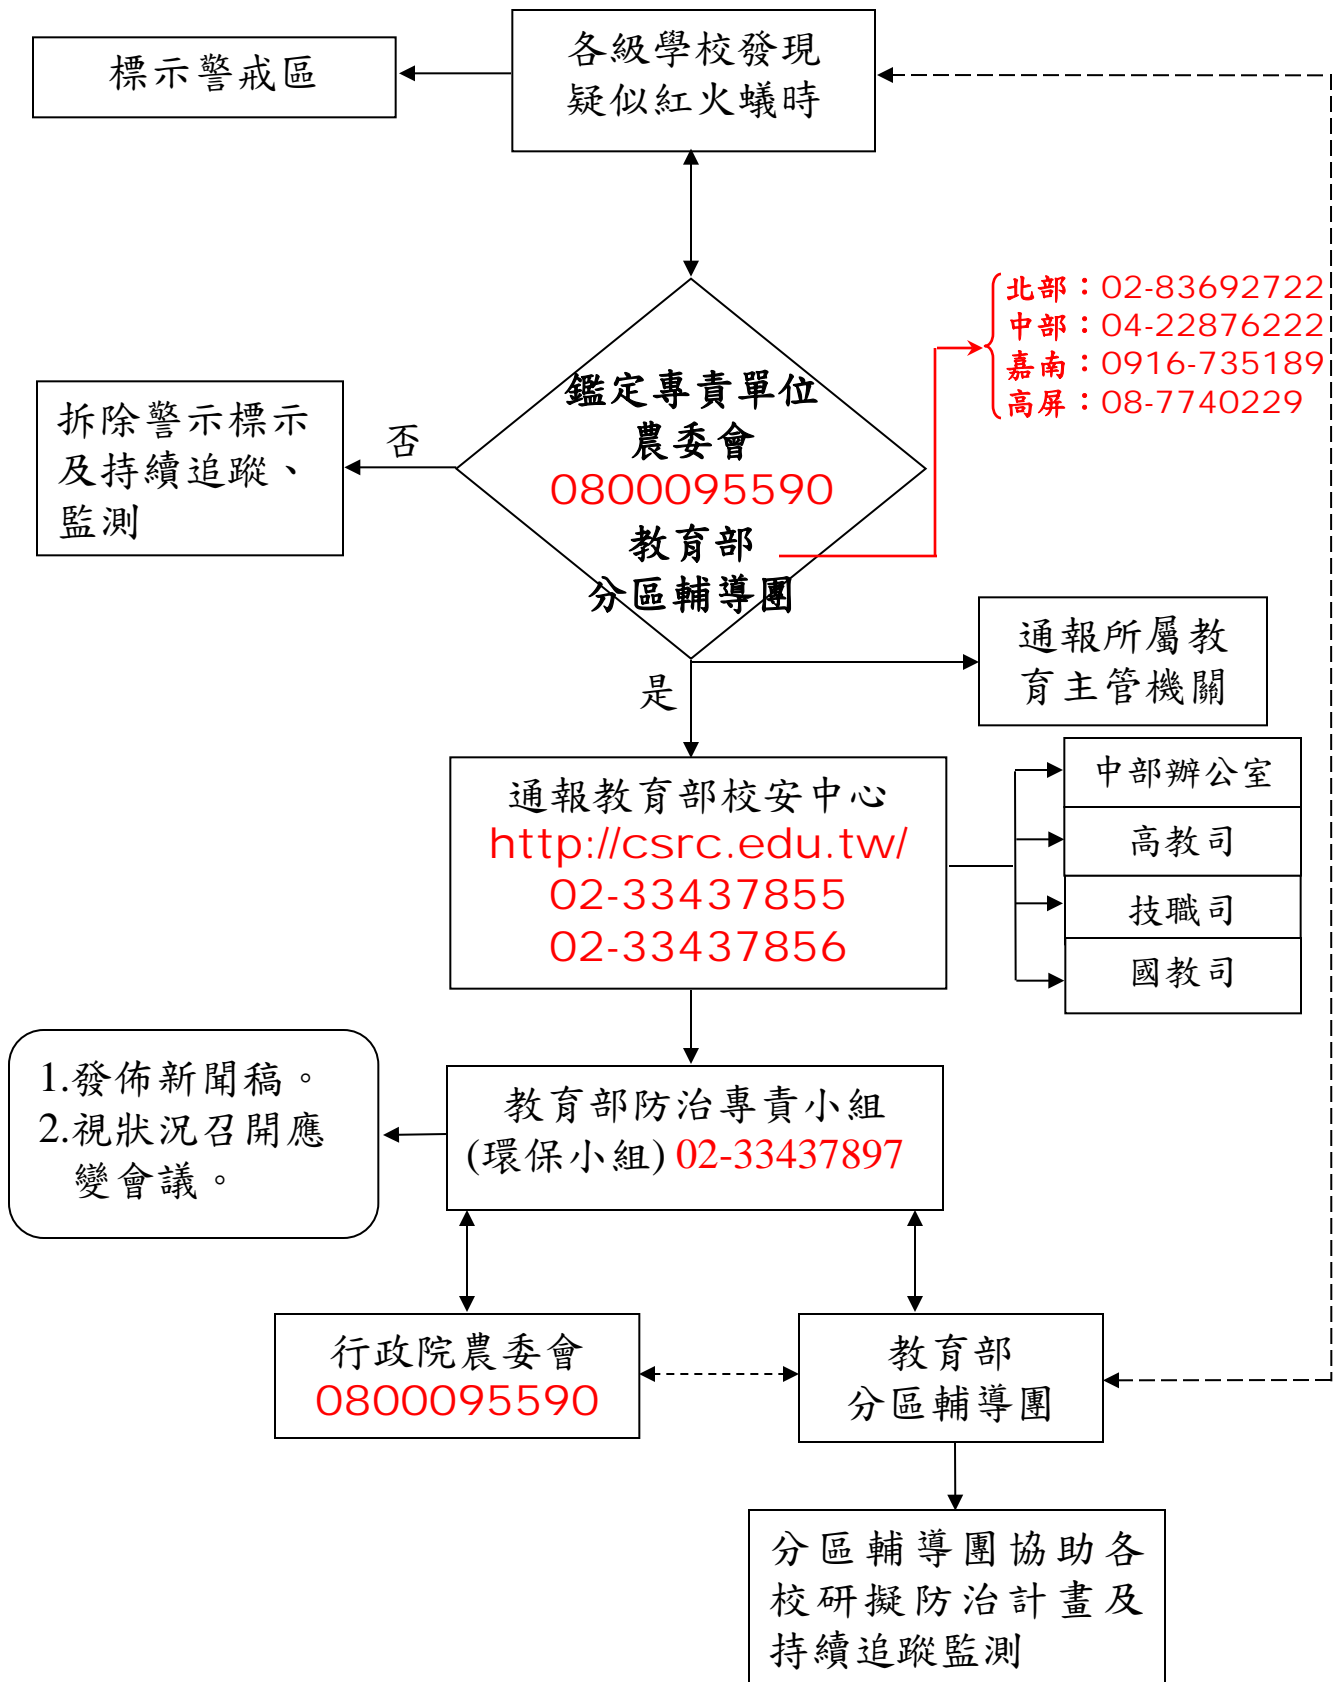 各級學校發現
疑似紅火蟻時
標示警戒區
北部：02-83692722
中部：04-22876222
嘉南：0916-735189
高屏：08-7740229
鑑定專責單位
農委會
0800095590
教育部
分區輔導團
否
拆除警示標示
及持續追蹤、
監測
是
通報所屬教
育主管機關
通報教育部校安中心
http://csrc.edu.tw/
02-33437855
02-33437856
中部辦公室
高教司
技職司
國教司
教育部防治專責小組
(環保小組) 02-33437897
1.發佈新聞稿。
2.視狀況召開應
變會議。
行政院農委會
0800095590
教育部
分區輔導團
分區輔導團協助各
校研擬防治計畫及
持續追蹤監測